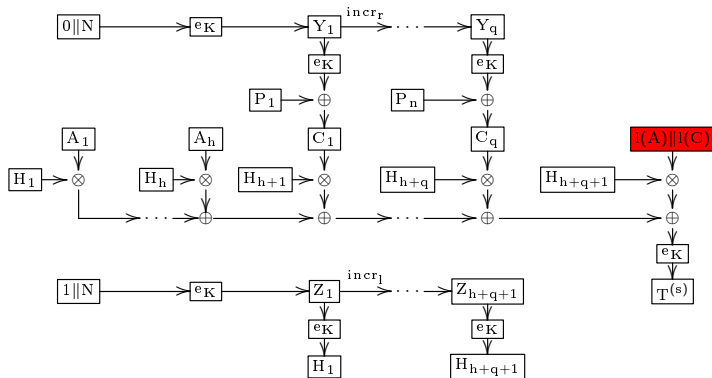 0‖N e_K Y_1 incr_r ··· Y_q
e_K e_K
P_1 ⊕ P_n ⊕
A_1 A_h C_1 C_q l(A)‖l(C)
H_1 ⊗ H_h ⊗ H_{h+1} ⊗ H_{h+q} ⊗ H_{h+q+1} ⊗
··· ⊕ ⊕ ··· ⊕ ⊕
e_K
1‖N e_K Z_1 incr_l ··· Z_{h+q+1} T^{(s)}
e_K e_K
H_1 H_{h+q+1}